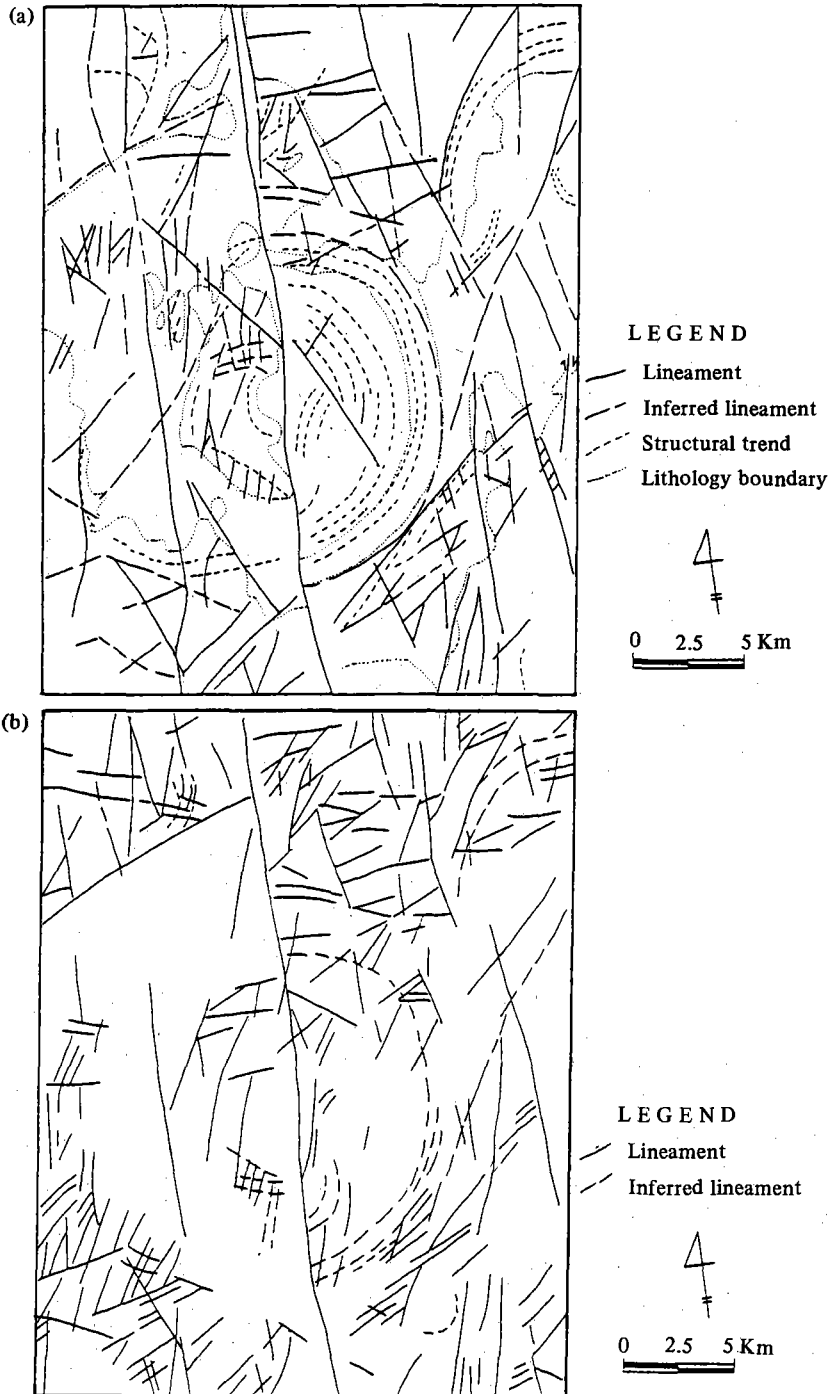 (a)
LEGEND
Lineament
Inferred lineament
Structural trend
Lithology boundary
0 2.5 5 Km
(b)
LEGEND
Lineament
Inferred lineament
0 2.5 5 Km